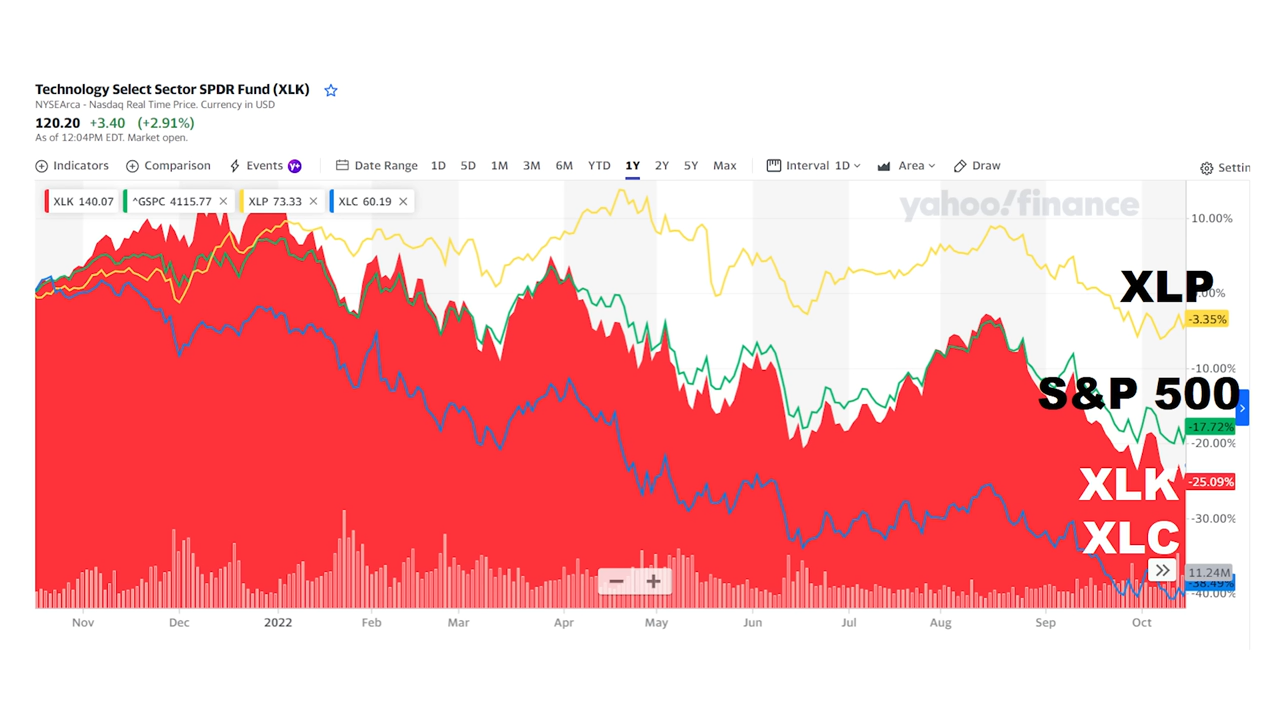 Technology Select Sector SPDR Fund (XLK)
NYSEArca - Nasdaq Real Time Price. Currency in USD
120.20 +3.40 (+2.91%)
As of 12:04PM EDT. Market open.
Indicators Comparison Events Y+ Date Range 1D 5D 1M 3M 6M YTD 1Y 2Y 5Y Max Interval 1D Area Draw Settin
XLK 140.07 ^GSPC 4115.77 XLP 73.33 XLC 60.19
yahoo!finance
10.00%
XLP
-3.35%
-10.00%
S&P 500
-17.72%
-20.00%
XLK
-25.09%
-30.00%
XLC
11.24M
-38.49%
-40.00%
Nov Dec 2022 Feb Mar Apr May Jun Jul Aug Sep Oct